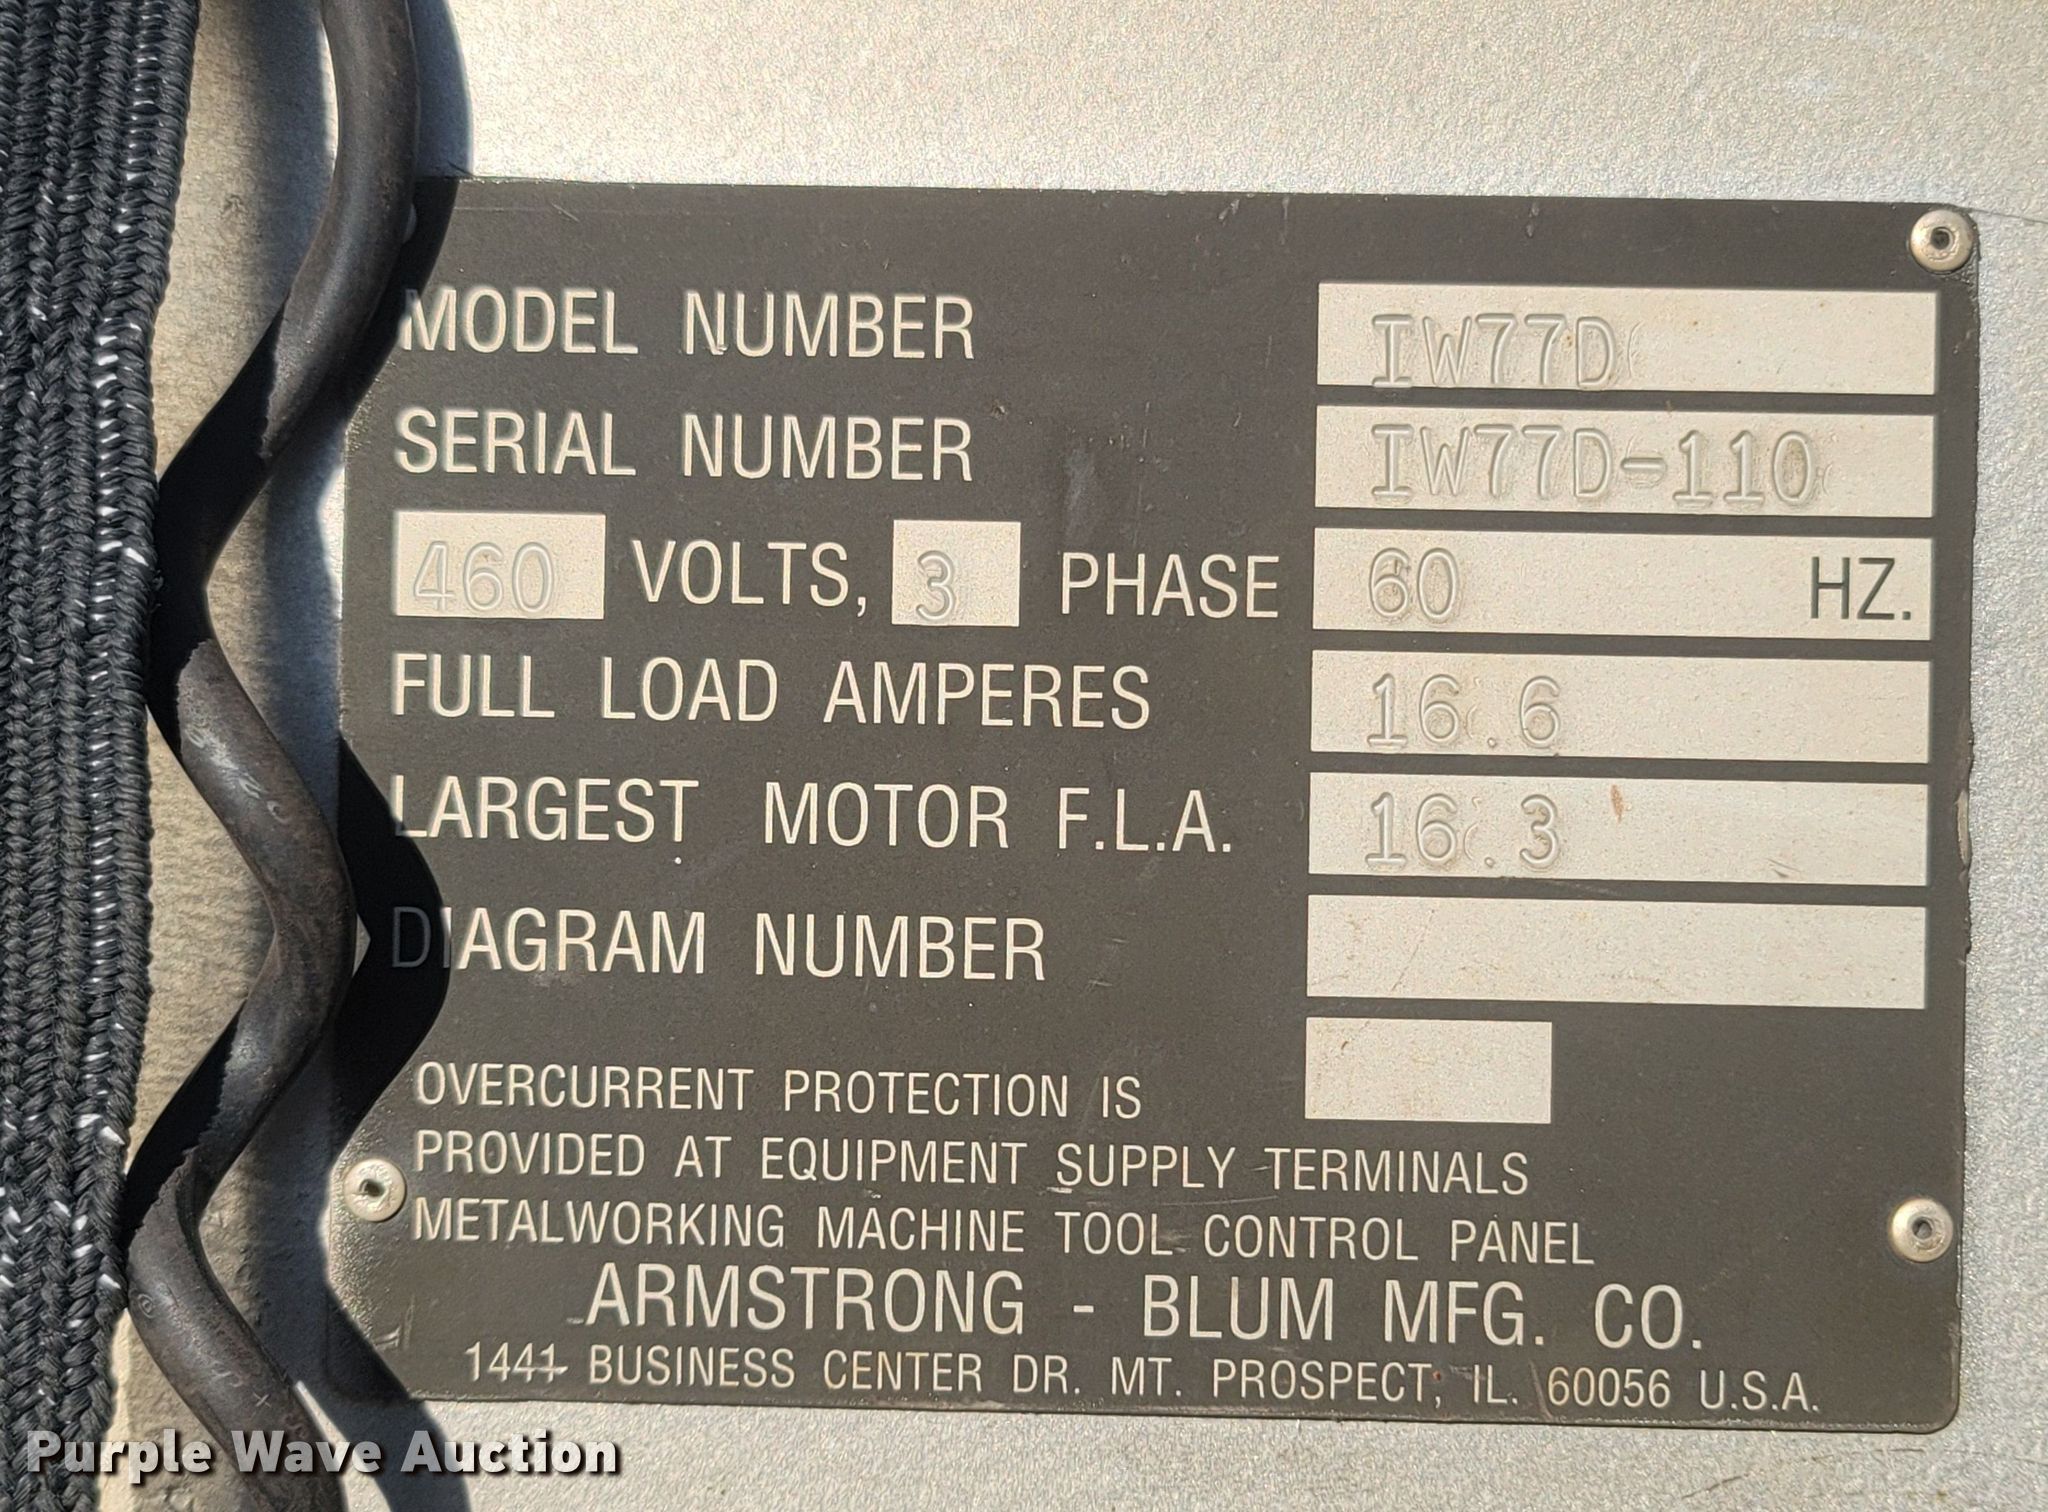 MODEL NUMBER IW77D
SERIAL NUMBER IW77D-110
460 VOLTS, 3 PHASE 60 HZ.
FULL LOAD AMPERES 16.6
LARGEST MOTOR F.L.A. 16.3
DIAGRAM NUMBER
OVERCURRENT PROTECTION IS
PROVIDED AT EQUIPMENT SUPPLY TERMINALS
METALWORKING MACHINE TOOL CONTROL PANEL
ARMSTRONG - BLUM MFG. CO.
1441 BUSINESS CENTER DR. MT. PROSPECT, IL. 60056 U.S.A.
Purple Wave Auction